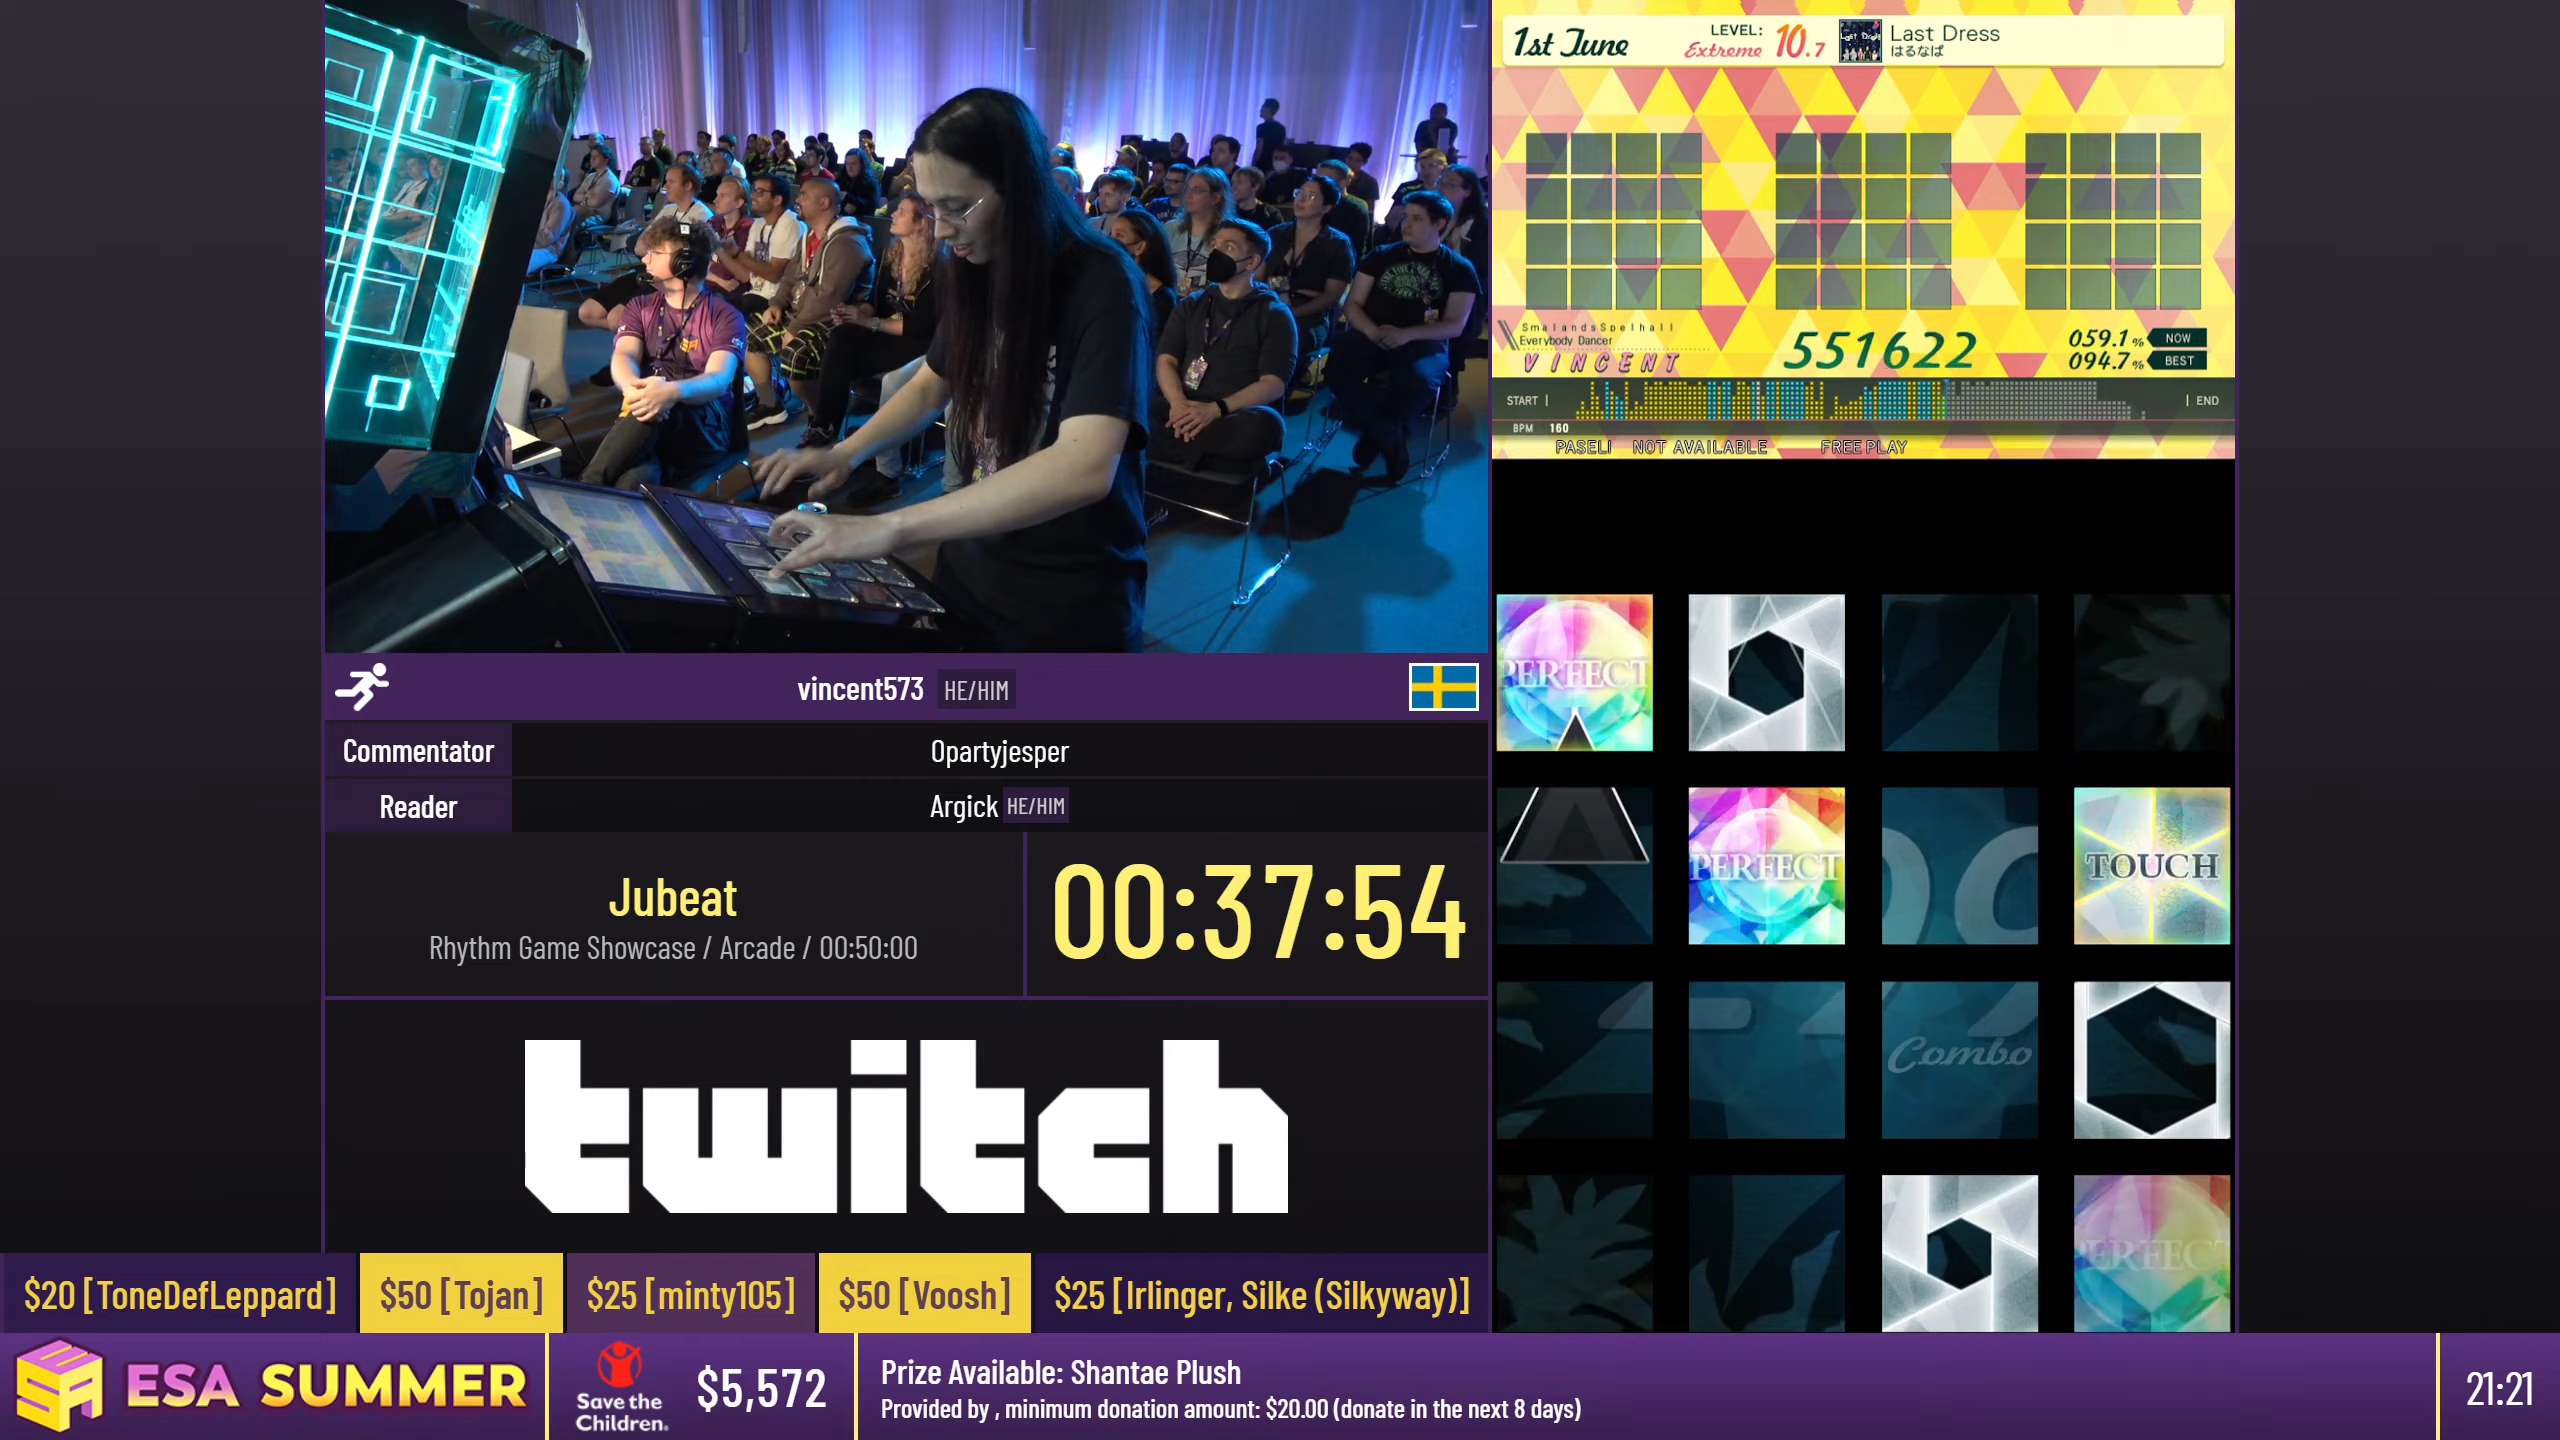 1st June
LEVEL:
Extreme 10.7
Last Dress
はるなば
SmalandsSpelhall
Everybody Dancer
VINCENT
551622
059.1% NOW
094.7% BEST
START
END
BPM 160
PASELI NOT AVAILABLE FREE PLAY
PERFECT
PERFECT
TOUCH
Combo
PERFECT
vincent573 HE/HIM
Commentator Opartyjesper
Reader Argick HE/HIM
Jubeat
Rhythm Game Showcase / Arcade / 00:50:00
00:37:54
twitch
$20 [ToneDefLeppard] $50 [Tojan] $25 [minty105] $50 [Voosh] $25 [Irlinger, Silke (Silkyway)]
ESA SUMMER
Save the
Children.
$5,572
Prize Available: Shantae Plush
Provided by , minimum donation amount: $20.00 (donate in the next 8 days)
21:21